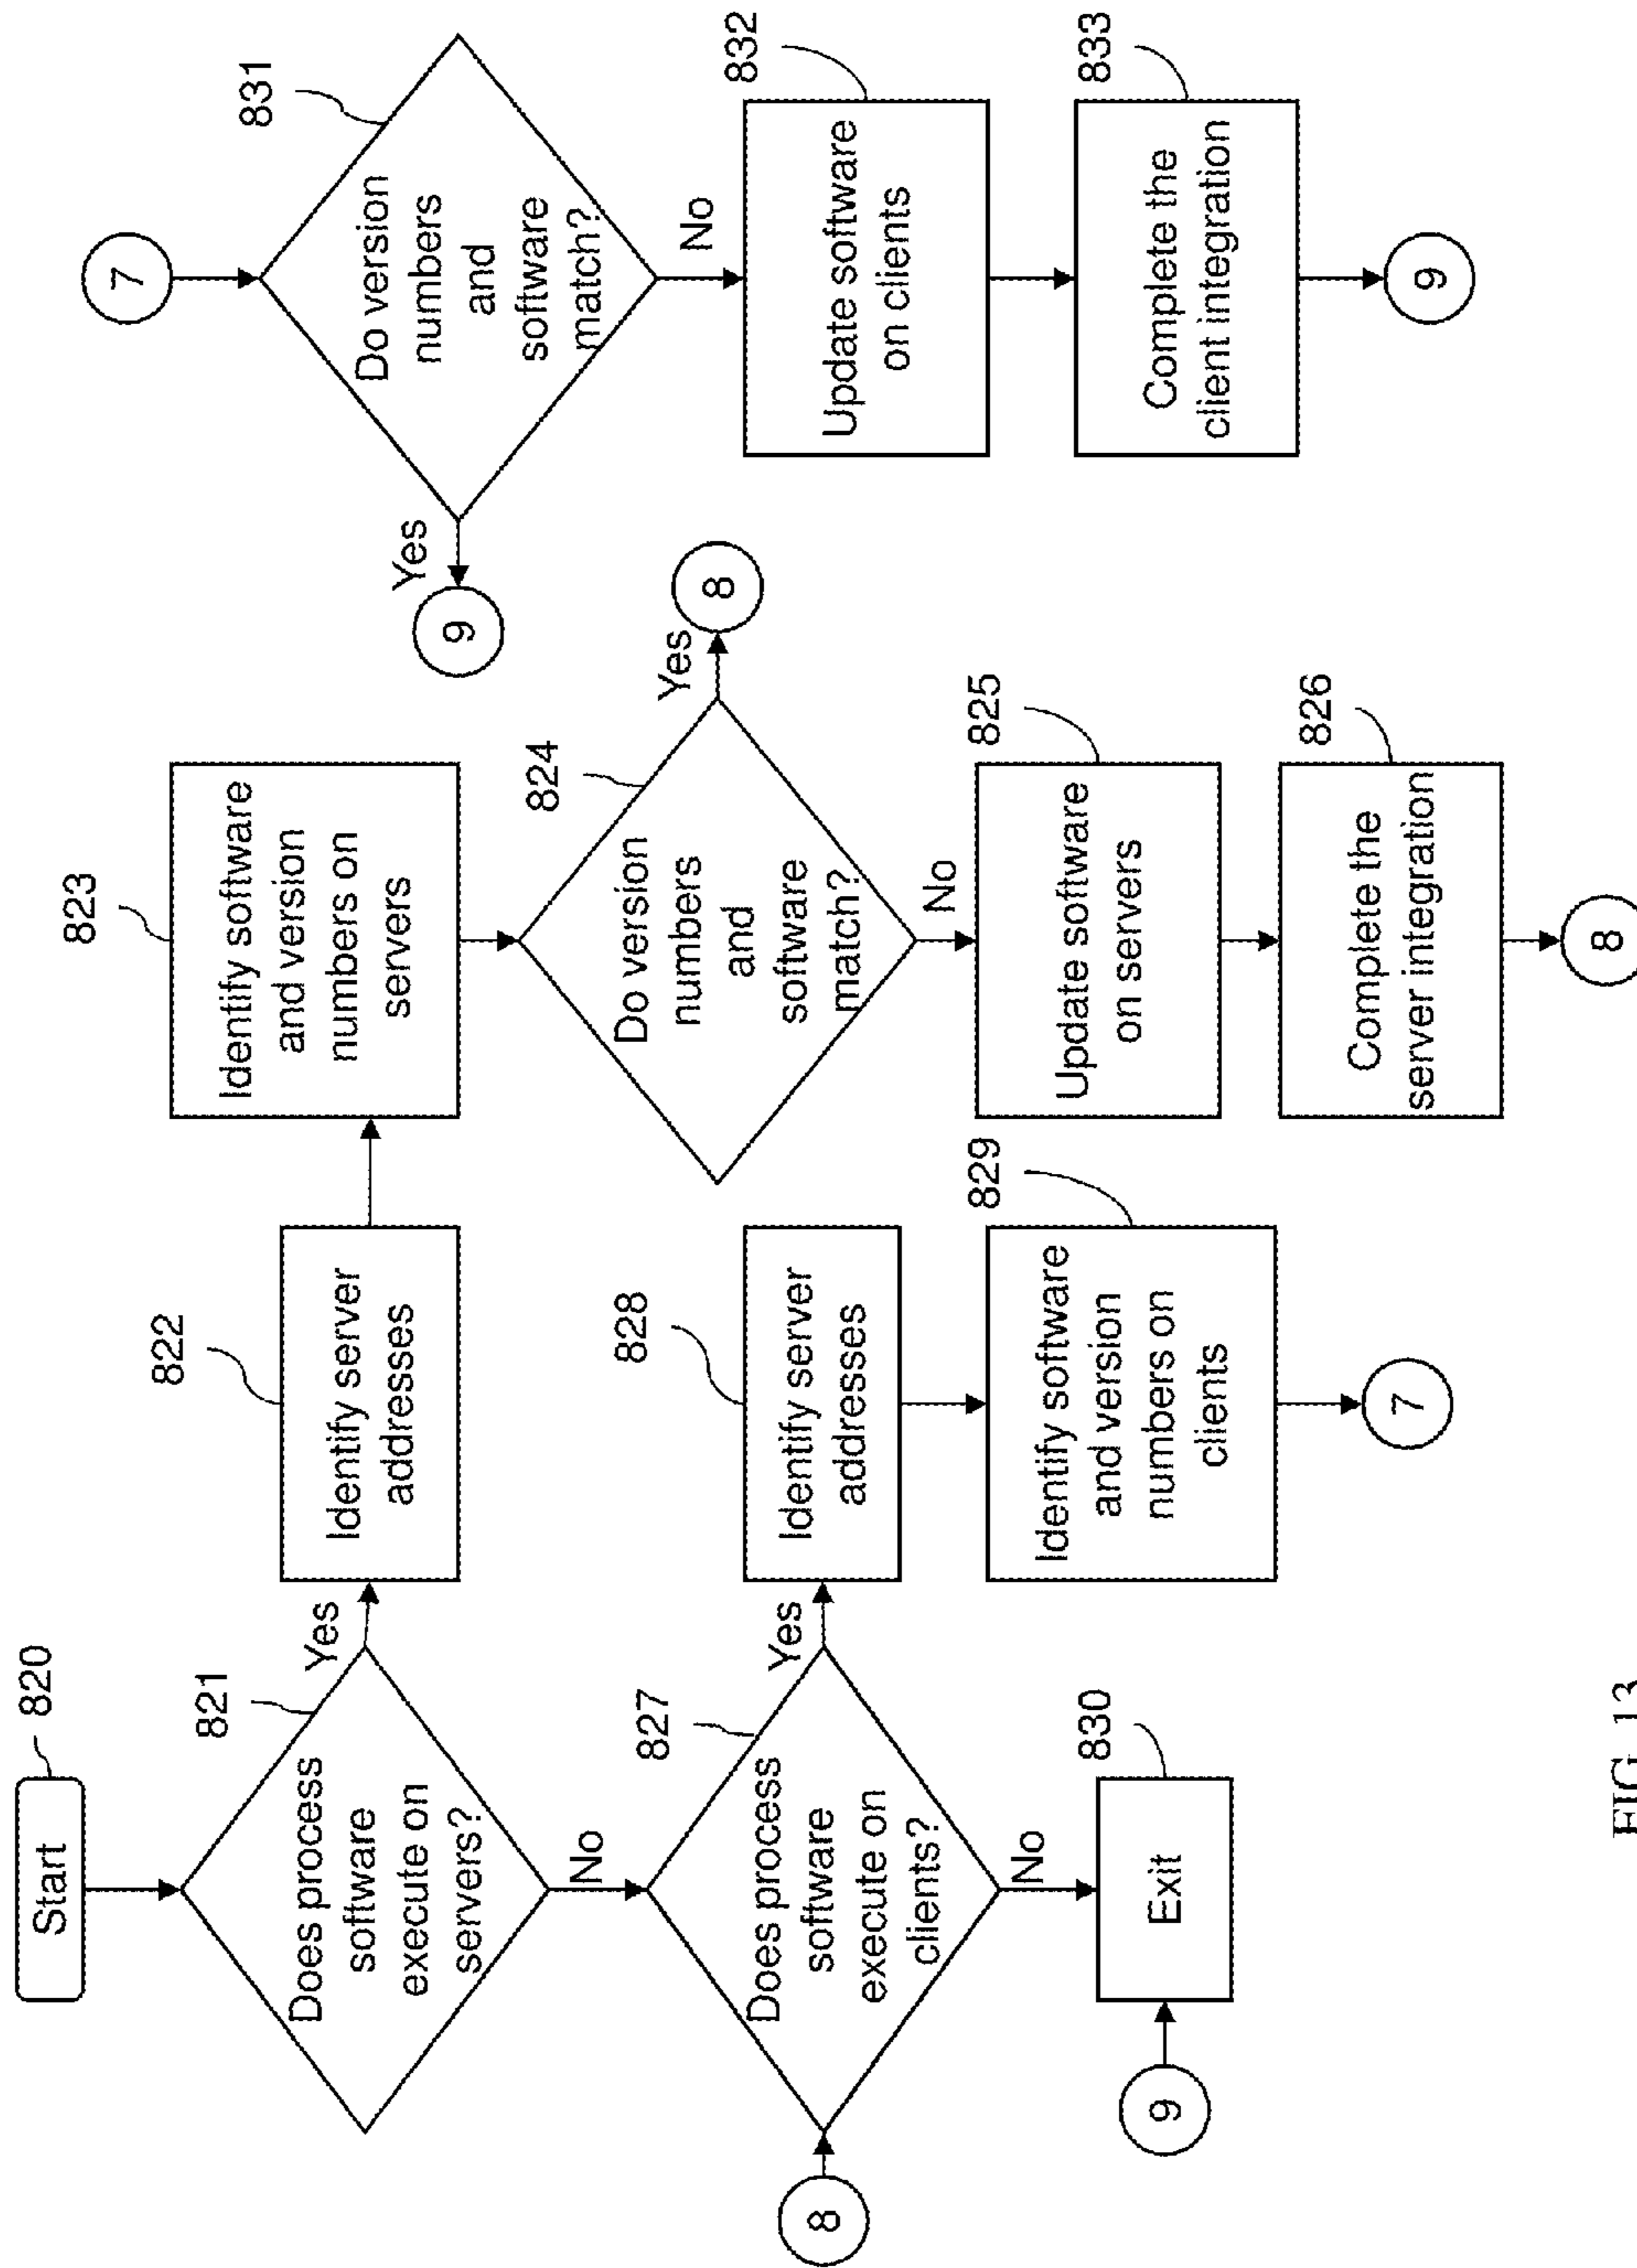 820
Start
821
Does process
software
execute on
servers?
Yes
No
822
Identify server
addresses
823
Identify software
and version
numbers on
servers
824
Do version
numbers
and
software
match?
Yes
8
No
825
Update software
on servers
826
Complete the
server integration
8
8
827
Does process
software
execute on
clients?
Yes
No
828
Identify server
addresses
829
Identify software
and version
numbers on
clients
7
9
830
Exit
7
831
Do version
numbers
and
software
match?
Yes
9
No
832
Update software
on clients
833
Complete the
client integration
9
FIG. 13